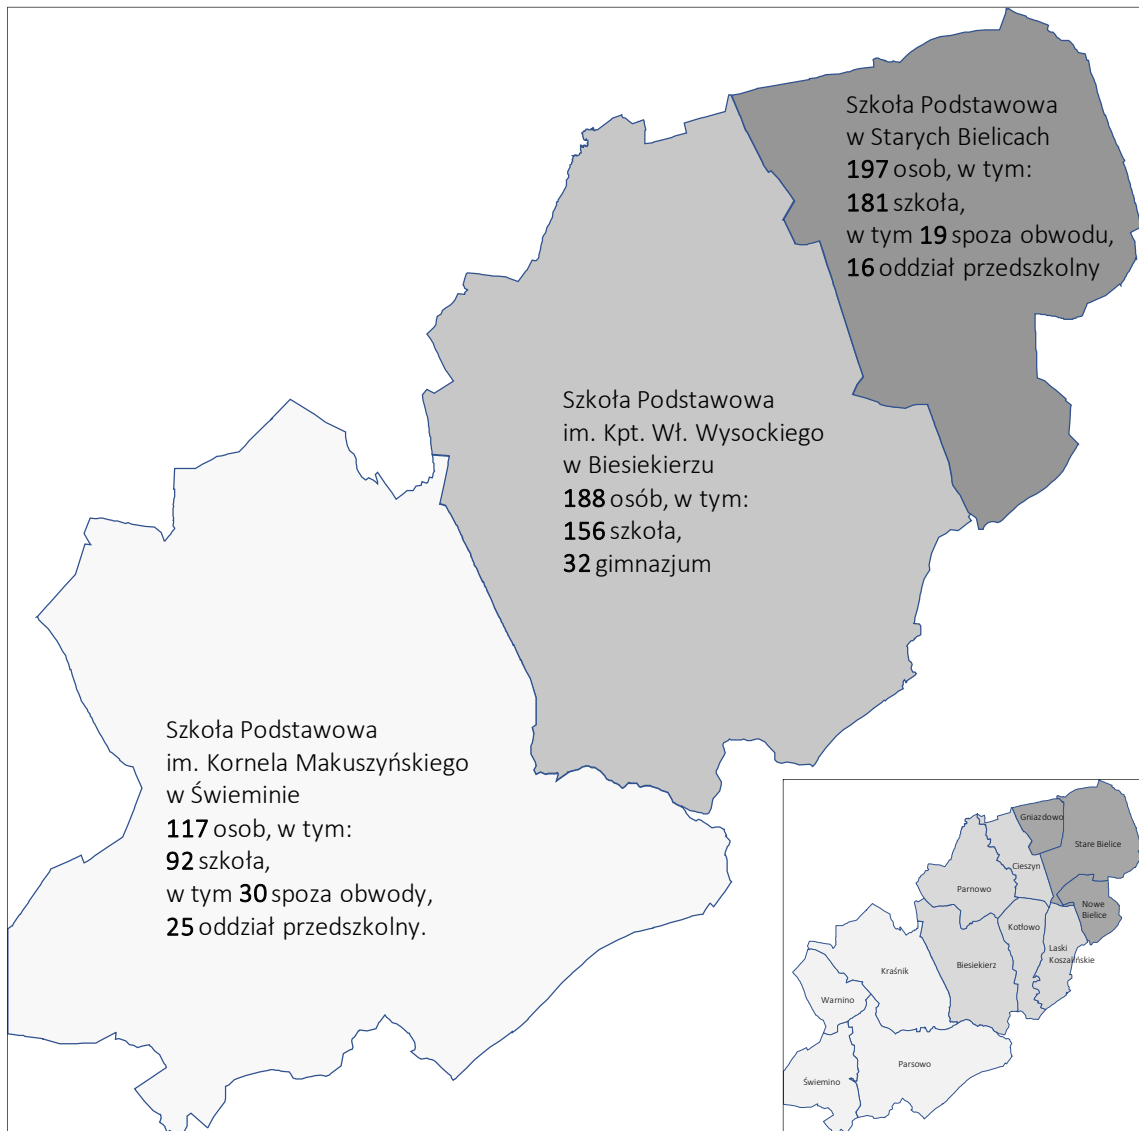 Szkoła Podstawowa
w Starych Bielicach
197 osob, w tym:
181 szkoła,
w tym 19 spoza obwodu,
16 oddział przedszkolny
Szkoła Podstawowa
im. Kpt. Wł. Wysockiego
w Biesiekierzu
188 osób, w tym:
156 szkoła,
32 gimnazjum
Szkoła Podstawowa
im. Kornela Makuszyńskiego
w Świeminie
117 osob, w tym:
92 szkoła,
w tym 30 spoza obwody,
25 oddział przedszkolny.
Gniazdowo
Stare Bielice
Cieszyn
Parnowo
Nowe
Bielice
Kotłowo
Laski
Koszalińskie
Biesiekierz
Kraśnik
Warnino
Parsowo
Świemino